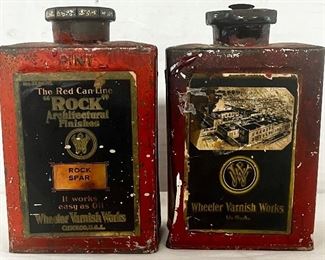 PINT
The Red Can Line
"ROCK"
Architectural
Finishes
W
ROCK
SPAR
It works
easy as Oil
Wheeler Varnish Works
CHICAGO, U.S.A.
W
Wheeler Varnish Works